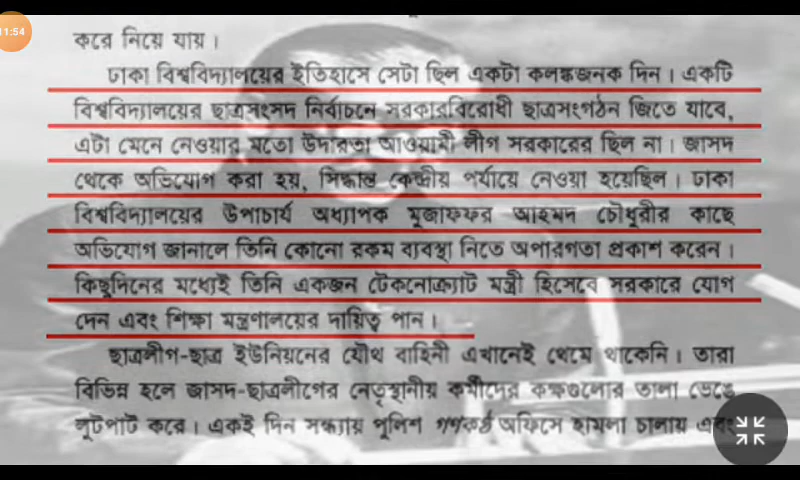 11:54
করে নিয়ে যায়।
ঢাকা বিশ্ববিদ্যালয়ের ইতিহাসে সেটা ছিল একটা কলঙ্কজনক দিন। একটি
বিশ্ববিদ্যালয়ের ছাত্রসংসদ নির্বাচনে সরকারবিরোধী ছাত্রসংগঠন জিতে যাবে,
এটা মেনে নেওয়ার মতো উদারতা আওয়ামী লীগ সরকারের ছিল না। জাসদ
থেকে অভিযোগ করা হয়, সিদ্ধান্ত কেন্দ্রীয় পর্যায়ে নেওয়া হয়েছিল। ঢাকা
বিশ্ববিদ্যালয়ের উপাচার্য অধ্যাপক মুজাফফর আহমদ চৌধুরীর কাছে
অভিযোগ জানালে তিনি কোনো রকম ব্যবস্থা নিতে অপারগতা প্রকাশ করেন।
কিছুদিনের মধ্যেই তিনি একজন টেকনোক্র্যাট মন্ত্রী হিসেবে সরকারে যোগ
দেন এবং শিক্ষা মন্ত্রণালয়ের দায়িত্ব পান।
ছাত্রলীগ-ছাত্র ইউনিয়নের যৌথ বাহিনী এখানেই থেমে থাকেনি। তারা
বিভিন্ন হলে জাসদ-ছাত্রলীগের নেতৃস্থানীয় কর্মীদের কক্ষগুলোর তালা ভেঙে
লুটপাট করে। একই দিন সন্ধ্যায় পুলিশ গণকণ্ঠ অফিসে হামলা চালায় এবং